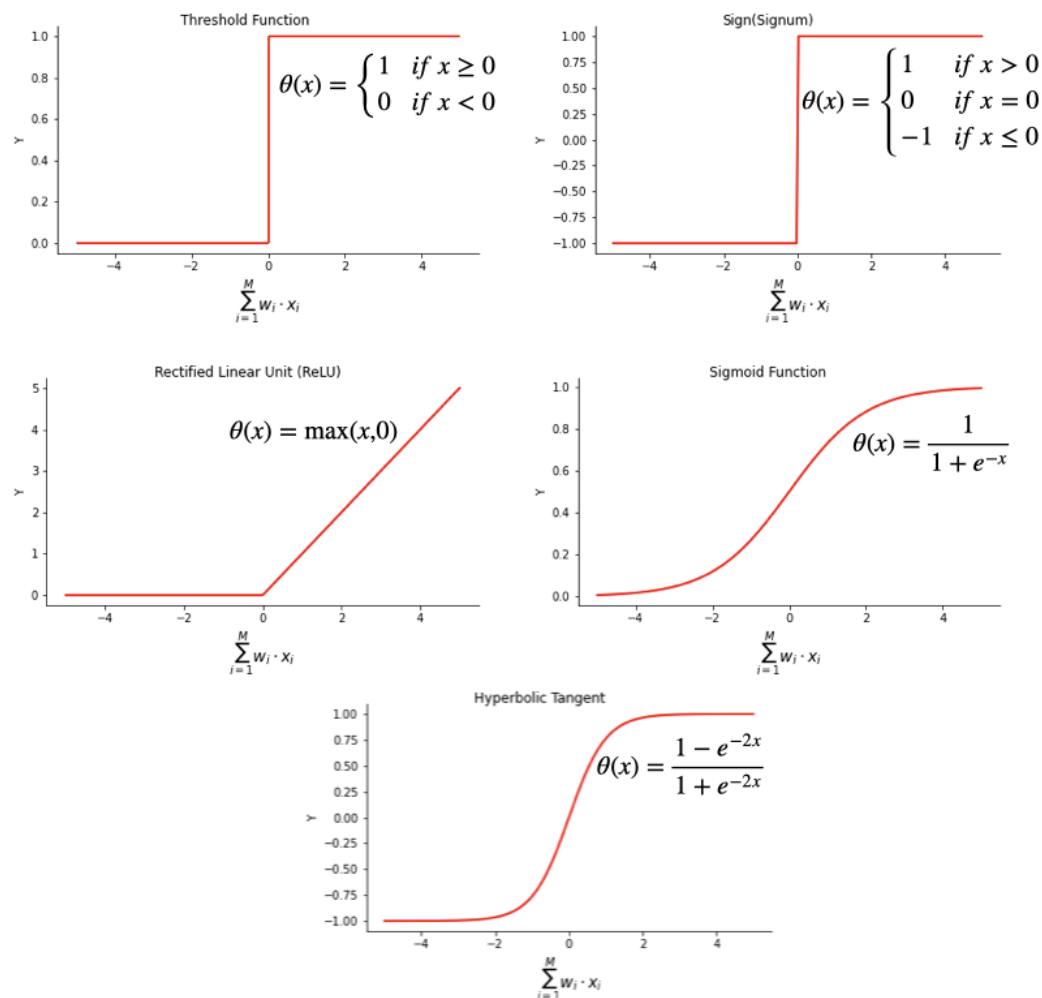 Threshold Function
1.0
0.8
0.6
0.4
0.2
0.0
Y
θ(x) = { 1 if x ≥ 0
0 if x < 0
−4 −2 0 2 4
M
∑ wᵢ · xᵢ
i = 1
Sign(Signum)
1.00
0.75
0.50
0.25
0.00
−0.25
−0.50
−0.75
−1.00
Y
θ(x) = { 1 if x > 0
0 if x = 0
−1 if x ≤ 0
−4 −2 0 2 4
M
∑ wᵢ · xᵢ
i = 1
Rectified Linear Unit (ReLU)
5
4
3
2
1
0
Y
θ(x) = max(x,0)
−4 −2 0 2 4
M
∑ wᵢ · xᵢ
i = 1
Sigmoid Function
1.0
0.8
0.6
0.4
0.2
0.0
Y
θ(x) = 1 / (1 + e^{−x})
−4 −2 0 2 4
M
∑ wᵢ · xᵢ
i = 1
Hyperbolic Tangent
1.00
0.75
0.50
0.25
0.00
−0.25
−0.50
−0.75
−1.00
Y
θ(x) = (1 − e^{−2x}) / (1 + e^{−2x})
−4 −2 0 2 4
M
∑ wᵢ · xᵢ
i = 1